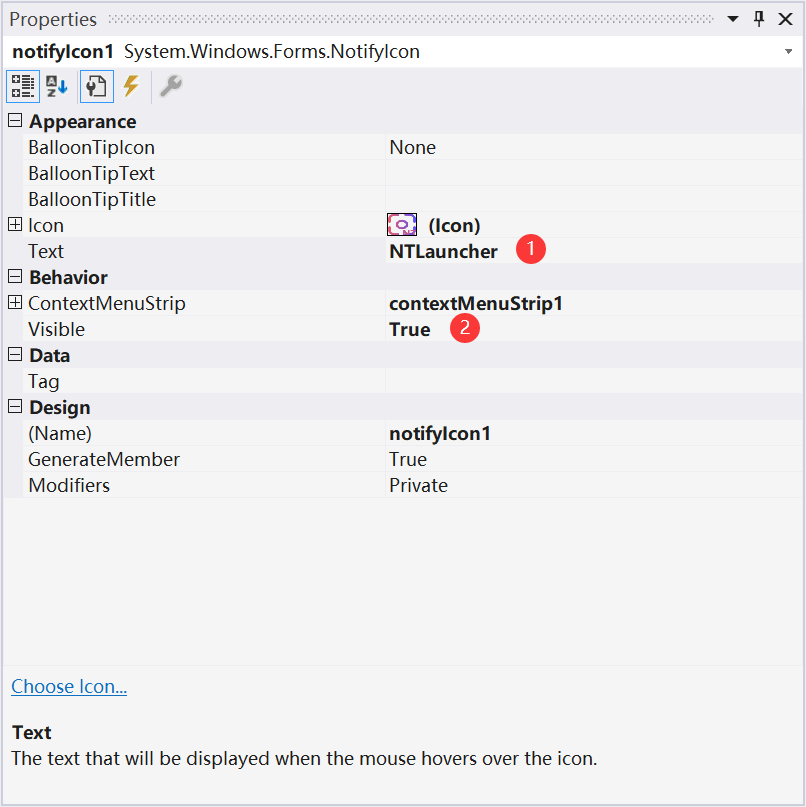 Properties
notifyIcon1 System.Windows.Forms.NotifyIcon
Appearance
BalloonTipIcon None
BalloonTipText
BalloonTipTitle
Icon (Icon)
Text NTLauncher 1
Behavior
ContextMenuStrip contextMenuStrip1
Visible True 2
Data
Tag
Design
(Name) notifyIcon1
GenerateMember True
Modifiers Private
Choose Icon...
Text
The text that will be displayed when the mouse hovers over the icon.